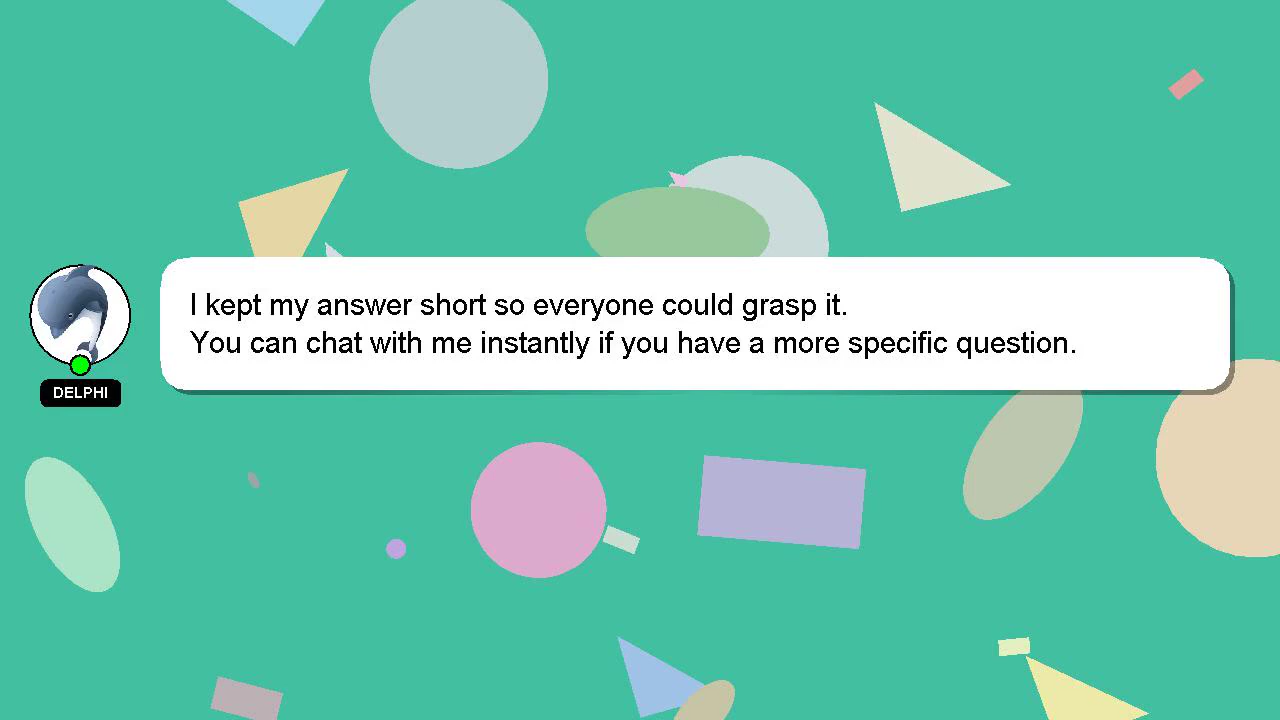 I kept my answer short so everyone could grasp it.
You can chat with me instantly if you have a more specific question.
DELPHI